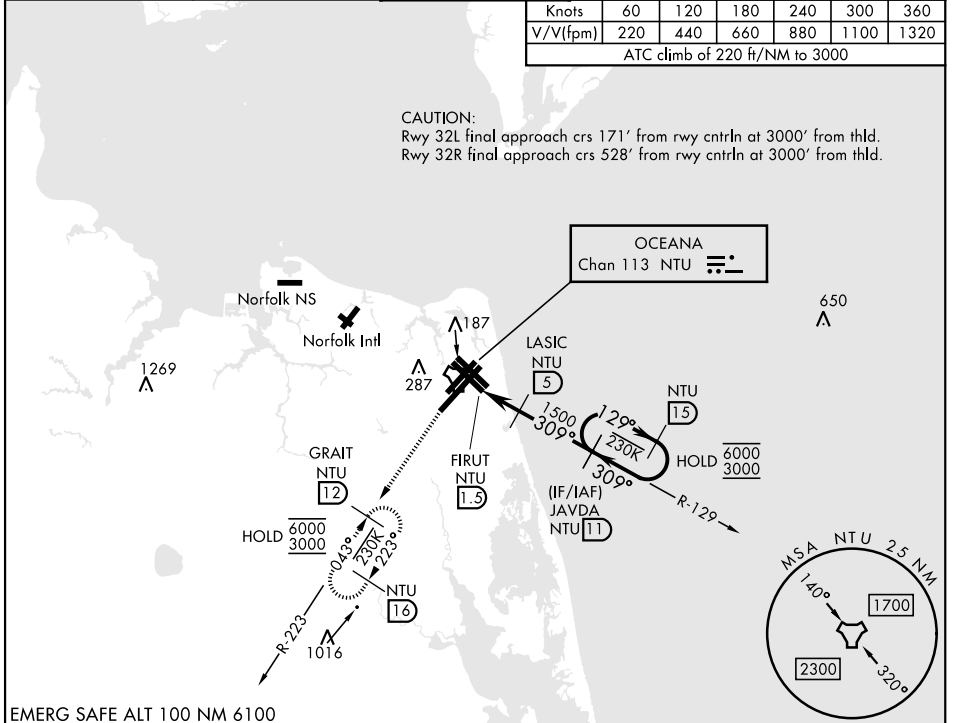 Knots 60 120 180 240 300 360
V/V(fpm) 220 440 660 880 1100 1320
ATC climb of 220 ft/NM to 3000
CAUTION:
Rwy 32L final approach crs 171' from rwy cntrln at 3000' from thld.
Rwy 32R final approach crs 528' from rwy cntrln at 3000' from thld.
OCEANA
Chan 113 NTU
Norfolk NS
Norfolk Intl
650
187
287
1269
LASIC
NTU
5
1500
309°
129°
230K
309°
NTU
15
HOLD 6000
3000
(IF/IAF)
JAVDA
NTU 11
R-129
FIRUT
NTU
1.5
GRAIT
NTU
12
HOLD 6000
3000
043°
230K
223°
NTU
16
R-223
1016
MSA NTU 25 NM
140°
1700
2300
320°
EMERG SAFE ALT 100 NM 6100